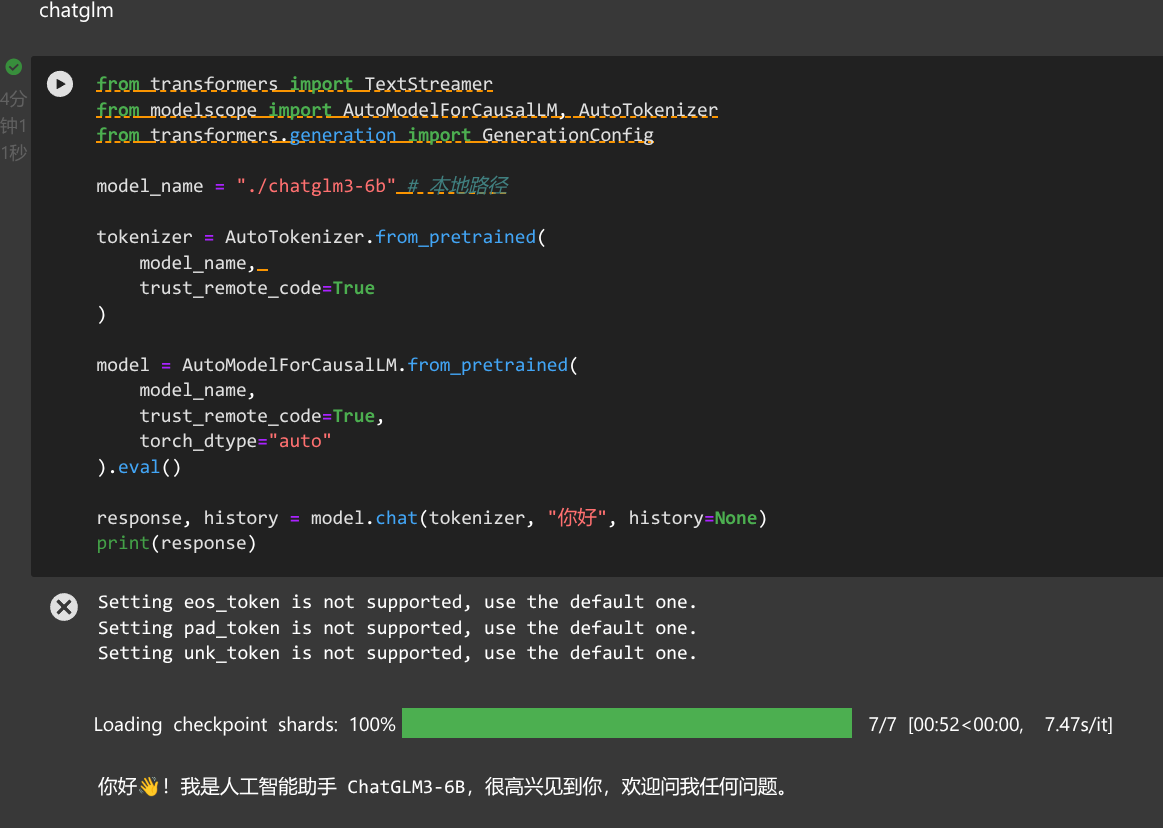 chatglm
4分
钟1
1秒
from transformers import TextStreamer
from modelscope import AutoModelForCausalLM, AutoTokenizer
from transformers.generation import GenerationConfig
model_name = "./chatglm3-6b" # 本地路径
tokenizer = AutoTokenizer.from_pretrained(
    model_name,
    trust_remote_code=True
)
model = AutoModelForCausalLM.from_pretrained(
    model_name,
    trust_remote_code=True,
    torch_dtype="auto"
).eval()
response, history = model.chat(tokenizer, "你好", history=None)
print(response)
Setting eos_token is not supported, use the default one.
Setting pad_token is not supported, use the default one.
Setting unk_token is not supported, use the default one.
Loading checkpoint shards: 100% 7/7 [00:52<00:00, 7.47s/it]
你好👋！我是人工智能助手 ChatGLM3-6B，很高兴见到你，欢迎问我任何问题。